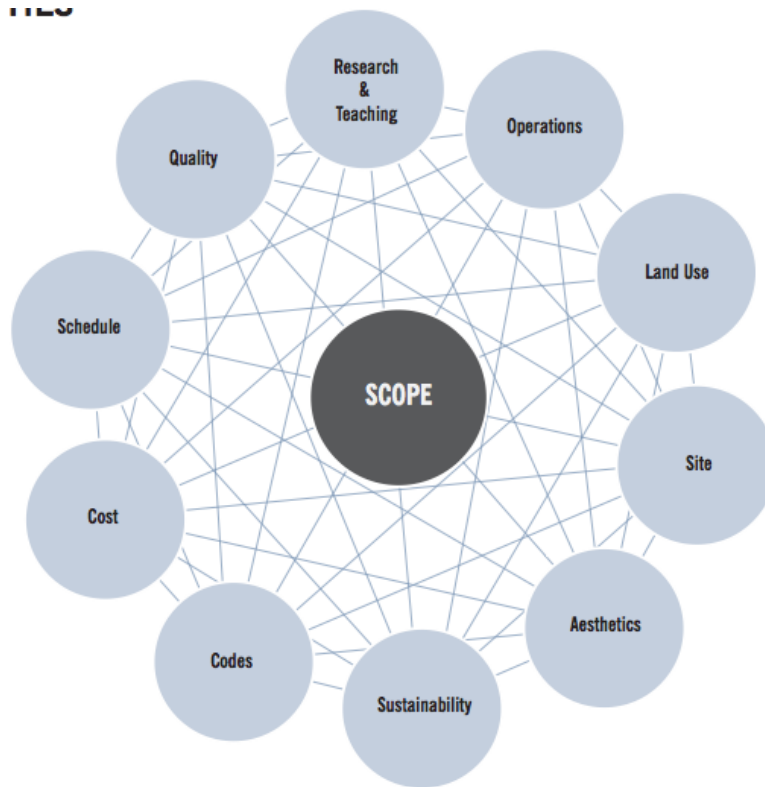 Research
&
Teaching
Operations
Quality
Land Use
Schedule
SCOPE
Site
Cost
Aesthetics
Codes
Sustainability